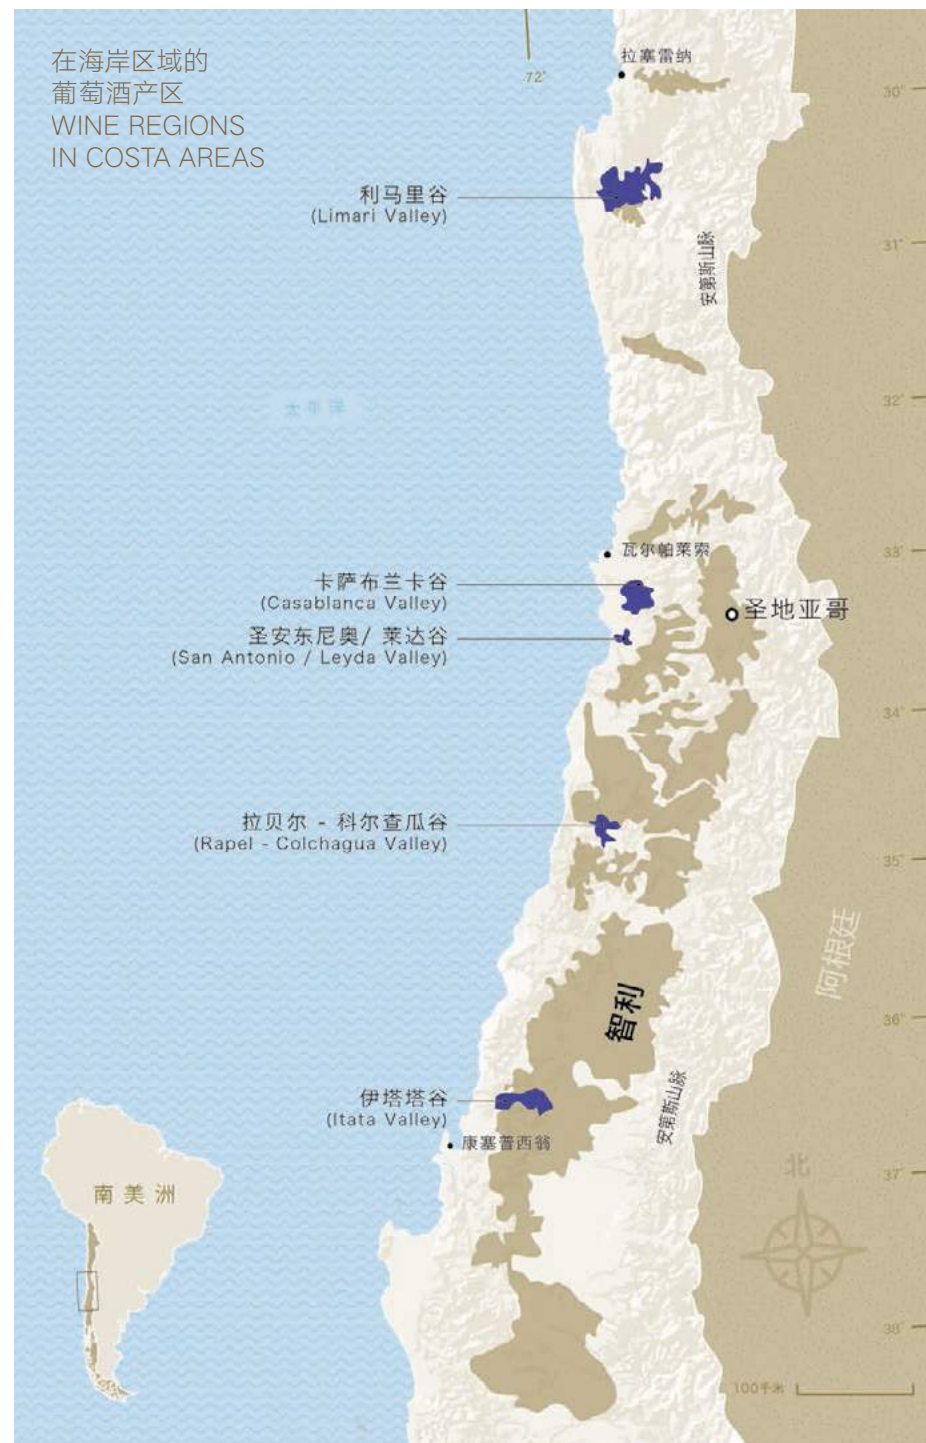 在海岸区域的
葡萄酒产区
WINE REGIONS
IN COSTA AREAS
72°
拉塞雷纳
30°
利马里谷
(Limari Valley)
31°
安第斯山脉
32°
太平洋
33°
瓦尔帕莱索
卡萨布兰卡谷
(Casablanca Valley)
圣地亚哥
圣安东尼奥/ 莱达谷
(San Antonio / Leyda Valley)
34°
拉贝尔 - 科尔查瓜谷
(Rapel - Colchagua Valley)
35°
阿根廷
智利
36°
伊塔塔谷
(Itata Valley)
安第斯山脉
康塞普西翁
北
37°
南美洲
38°
100千米